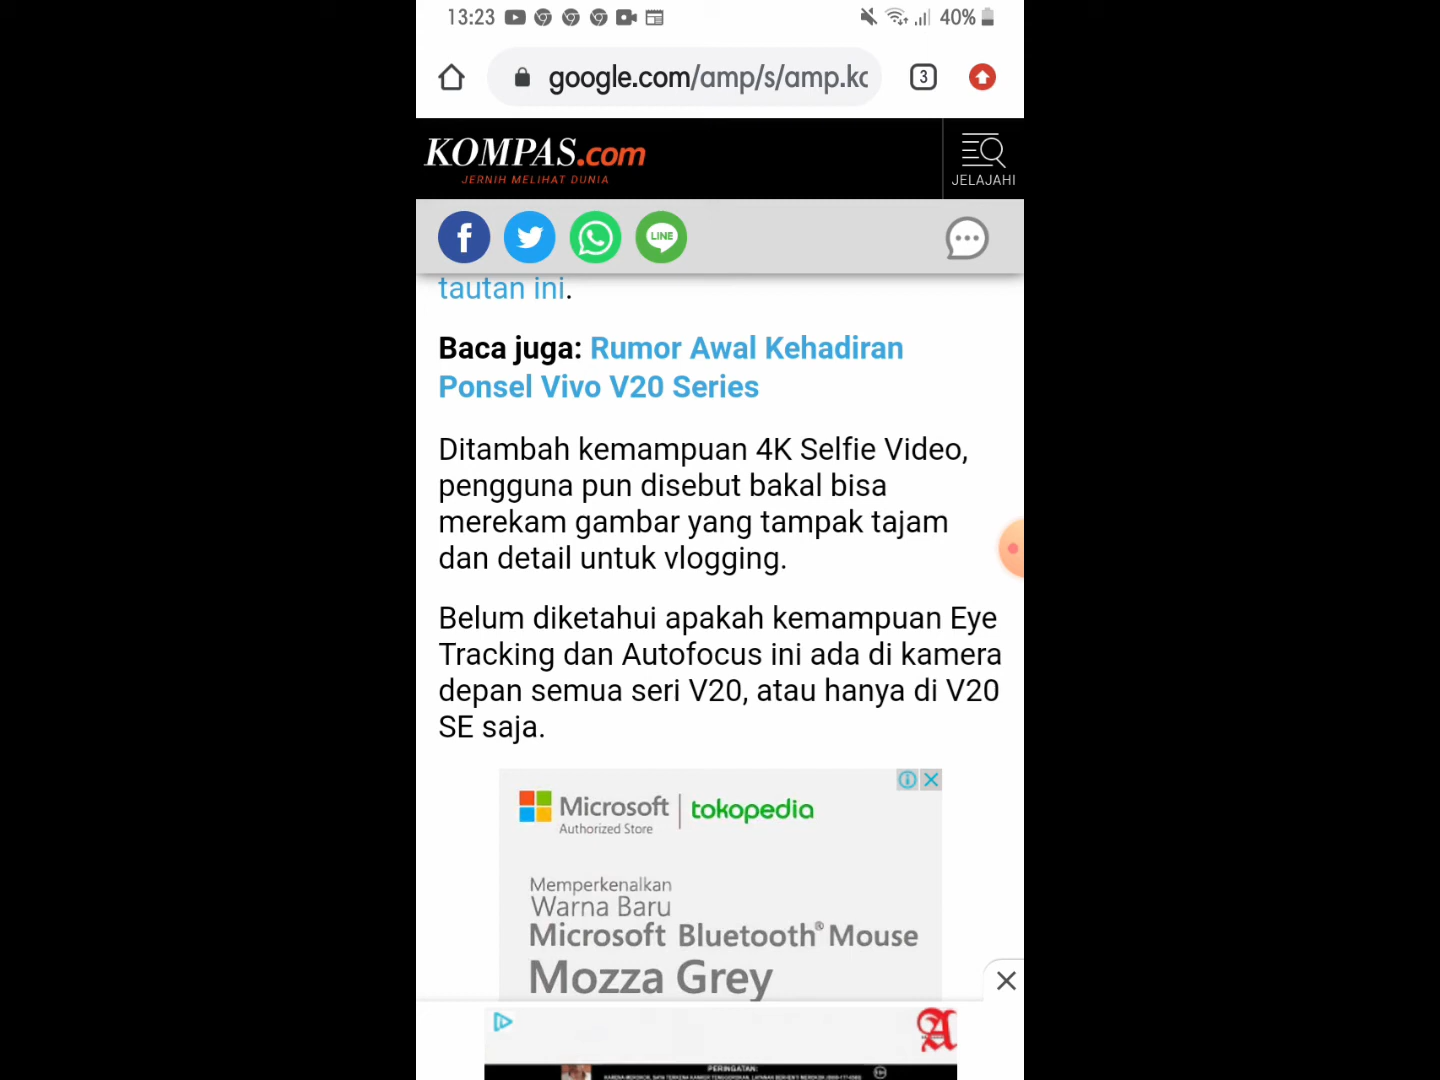 13:23
40%
google.com/amp/s/amp.kc
3
KOMPAS.com
JERNIH MELIHAT DUNIA
JELAJAHI
LINE
tautan ini.
Baca juga: Rumor Awal Kehadiran
Ponsel Vivo V20 Series
Ditambah kemampuan 4K Selfie Video,
pengguna pun disebut bakal bisa
merekam gambar yang tampak tajam
dan detail untuk vlogging.
Belum diketahui apakah kemampuan Eye
Tracking dan Autofocus ini ada di kamera
depan semua seri V20, atau hanya di V20
SE saja.
Microsoft | tokopedia
Authorized Store
Memperkenalkan
Warna Baru
Microsoft Bluetooth® Mouse
Mozza Grey
A
PERINGATAN: